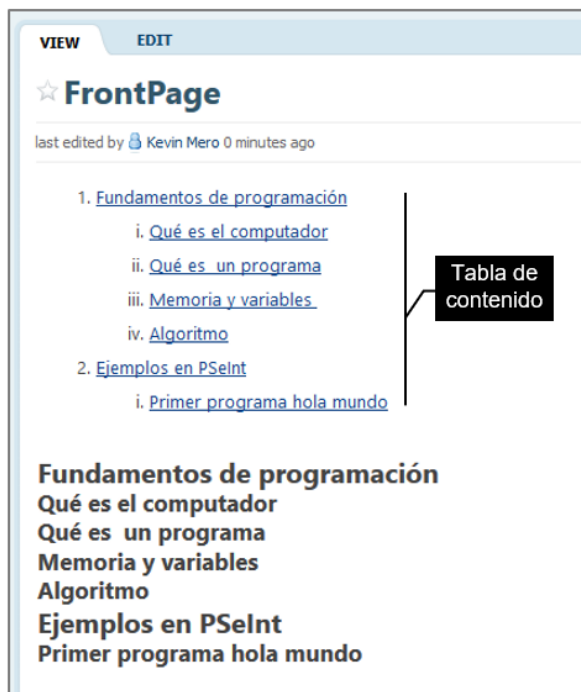 VIEW EDIT
FrontPage
last edited by Kevin Mero 0 minutes ago
1. Fundamentos de programación
i. Qué es el computador
ii. Qué es  un programa
iii. Memoria y variables
iv. Algoritmo
2. Ejemplos en PSeInt
i. Primer programa hola mundo
Tabla de
contenido
Fundamentos de programación
Qué es el computador
Qué es  un programa
Memoria y variables
Algoritmo
Ejemplos en PSeInt
Primer programa hola mundo